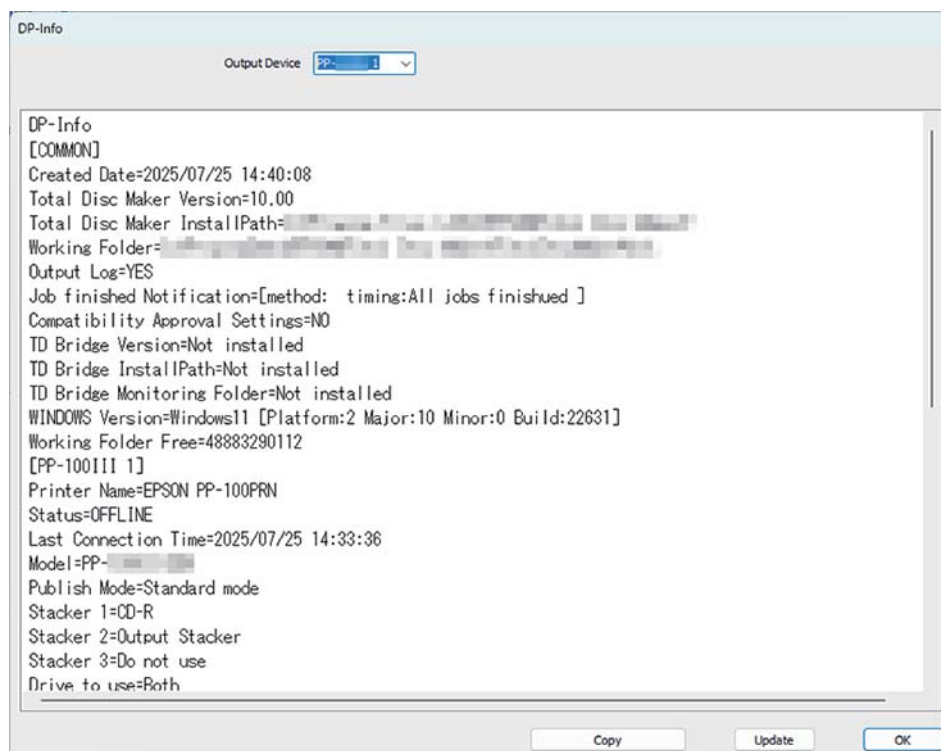 DP-Info
Output Device PP- 1
DP-Info
[COMMON]
Created Date=2025/07/25 14:40:08
Total Disc Maker Version=10.00
Total Disc Maker InstallPath=
Working Folder=
Output Log=YES
Job finished Notification=[method:  timing:All jobs finishued ]
Compatibility Approval Settings=NO
TD Bridge Version=Not installed
TD Bridge InstallPath=Not installed
TD Bridge Monitoring Folder=Not installed
WINDOWS Version=Windows11 [Platform:2 Major:10 Minor:0 Build:22631]
Working Folder Free=48883290112
[PP-100III 1]
Printer Name=EPSON PP-100PRN
Status=OFFLINE
Last Connection Time=2025/07/25 14:33:36
Model=PP-
Publish Mode=Standard mode
Stacker 1=CD-R
Stacker 2=Output Stacker
Stacker 3=Do not use
Drive to use=Both
Copy Update OK